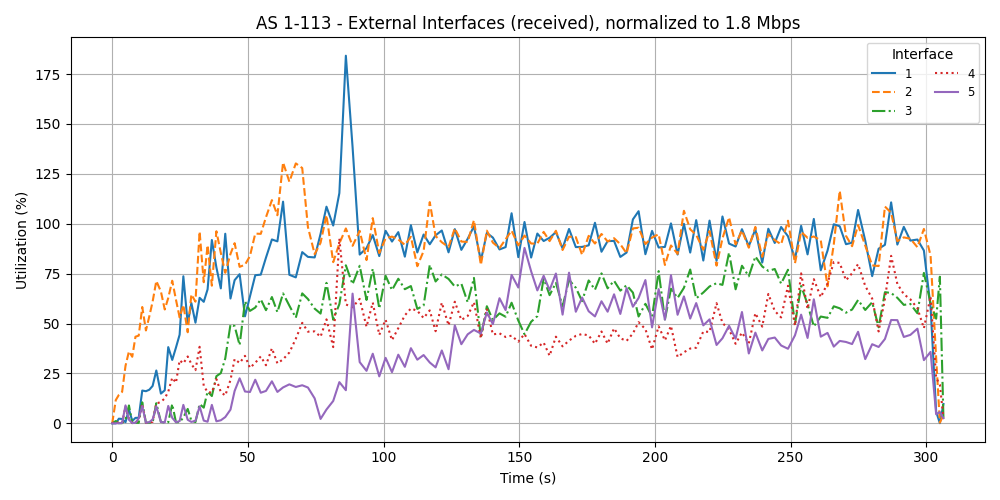 AS 1-113 - External Interfaces (received), normalized to 1.8 Mbps
Interface
1
2
3
4
5
Utilization (%)
175
150
125
100
75
50
25
0
0 50 100 150 200 250 300
Time (s)